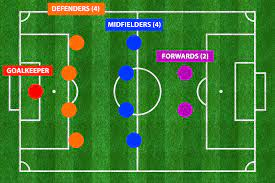 DEFENDERS (4)
MIDFIELDERS (4)
FORWARDS (2)
GOALKEEPER